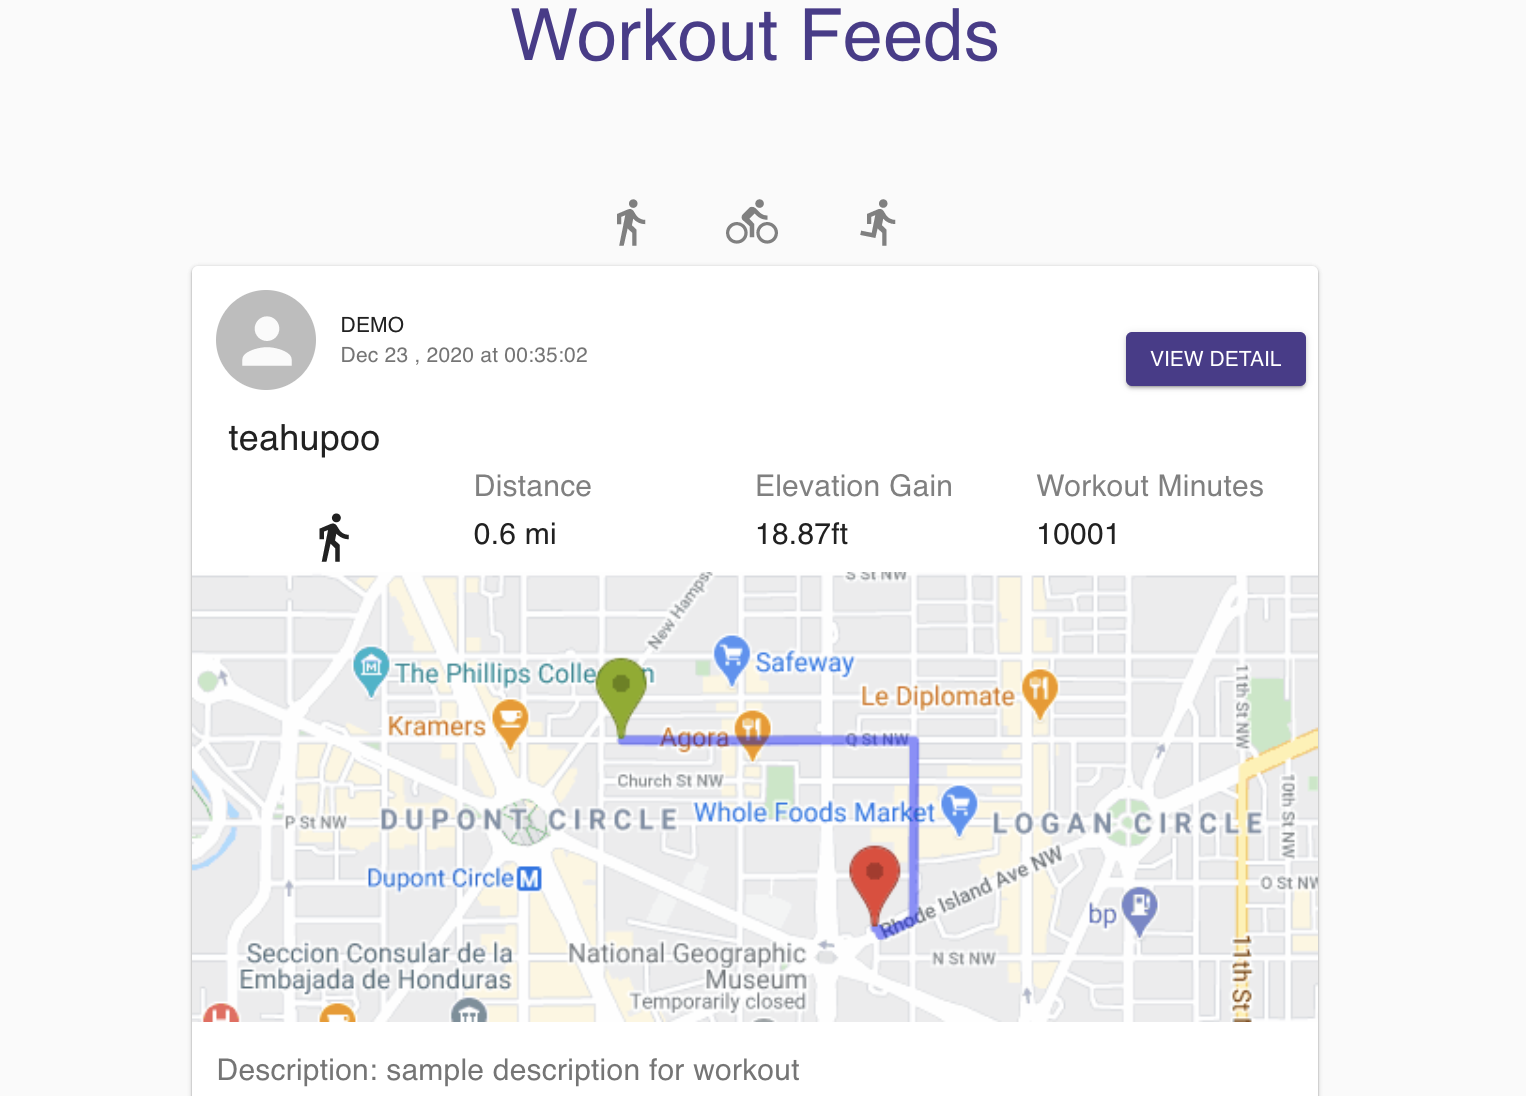 Workout Feeds
DEMO
Dec 23 , 2020 at 00:35:02
VIEW DETAIL
teahupoo
Distance
Elevation Gain
Workout Minutes
0.6 mi
18.87ft
10001
S St NW
New Hamps
The Phillips Colle n
Safeway
11th St NW
Le Diplomate
Kramers
Agora
Q St NW
Church St NW
10th St NW
Whole Foods Market
P St NW
DUPONT CIRCLE
LOGAN CIRCLE
Dupont Circle M
Rhode Island Ave NW
O St NW
bp
Seccion Consular de la
Embajada de Honduras
National Geographic
Museum
Temporarily closed
N St NW
11th St
Description: sample description for workout